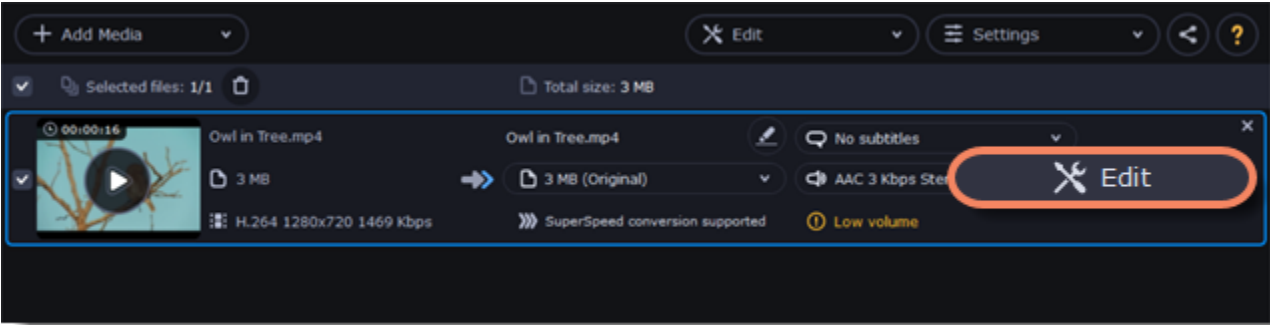 Add Media
Edit
Settings
?
Selected files: 1/1
Total size: 3 MB
00:00:16
Owl in Tree.mp4
Owl in Tree.mp4
No subtitles
3 MB
3 MB (Original)
AAC 3 Kbps
Edit
H.264 1280x720 1469 Kbps
SuperSpeed conversion supported
Low volume